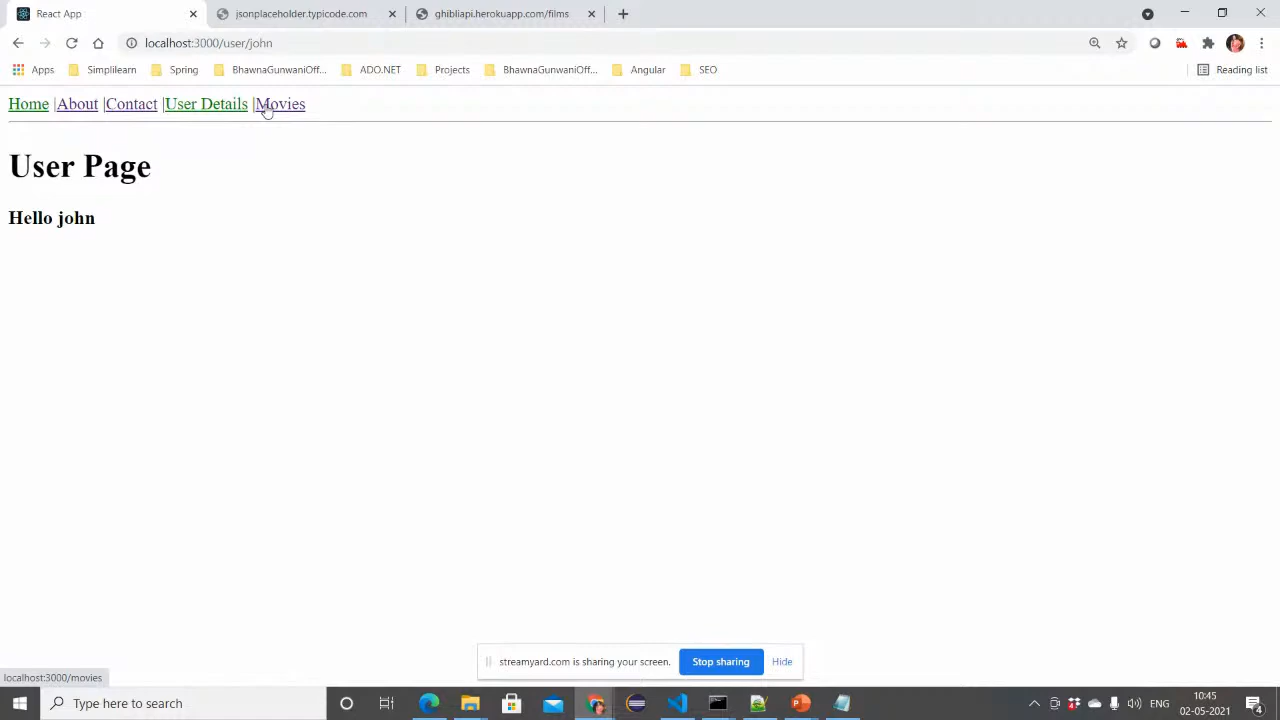 React App
jsonplaceholder.typicode.com
ghibliapi.herokuapp.com/films
localhost:3000/user/john
Apps
Simplilearn
Spring
BhawnaGunwaniOff...
ADO.NET
Projects
BhawnaGunwaniOff...
Angular
SEO
Reading list
Home |About |Contact |User Details |Movies
User Page
Hello john
streamyard.com is sharing your screen.
Stop sharing
Hide
localhost:3000/movies
Type here to search
ENG
10:45
02-05-2021
4